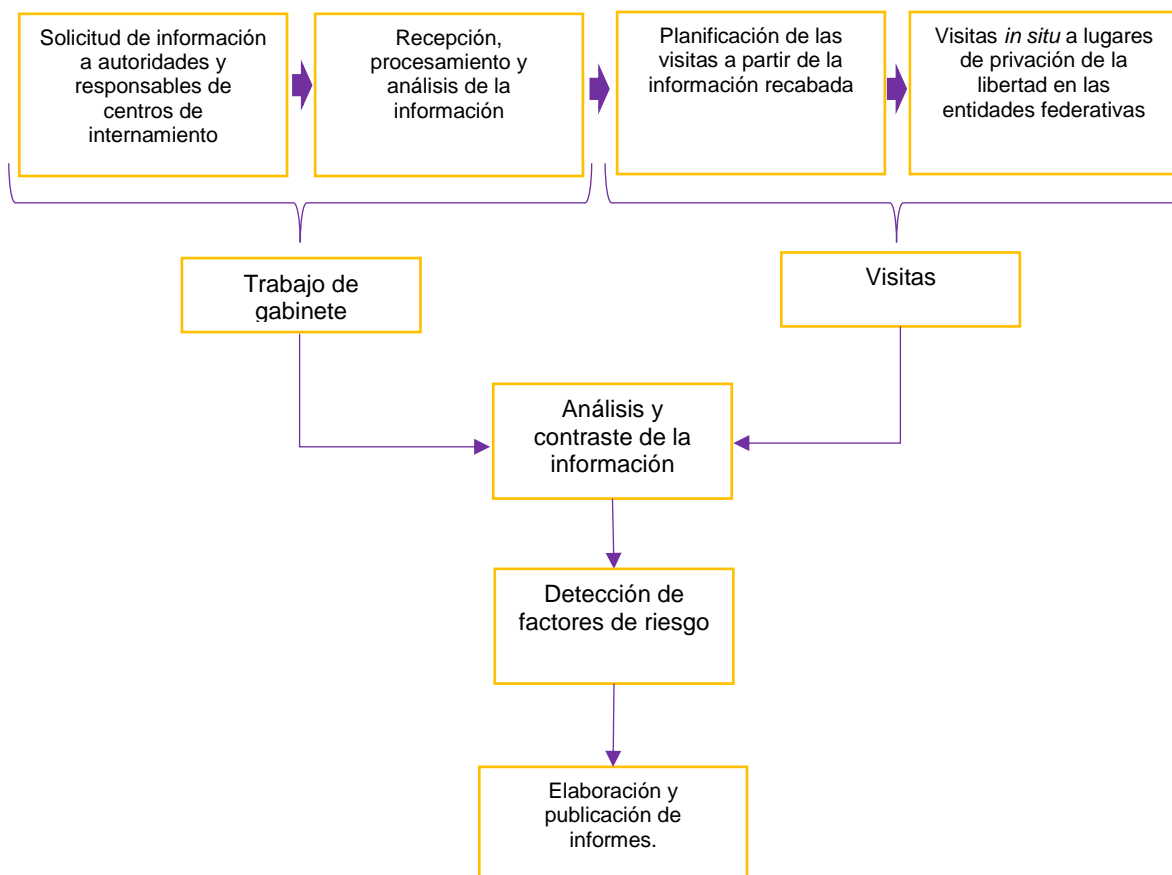 Solicitud de información
a autoridades y
responsables de
centros de
internamiento
Recepción,
procesamiento y
análisis de la
información
Planificación de las
visitas a partir de la
información recabada
Visitas in situ a lugares
de privación de la
libertad en las
entidades federativas
Trabajo de
gabinete
Visitas
Análisis y
contraste de la
información
Detección de
factores de riesgo
Elaboración y
publicación de
informes.